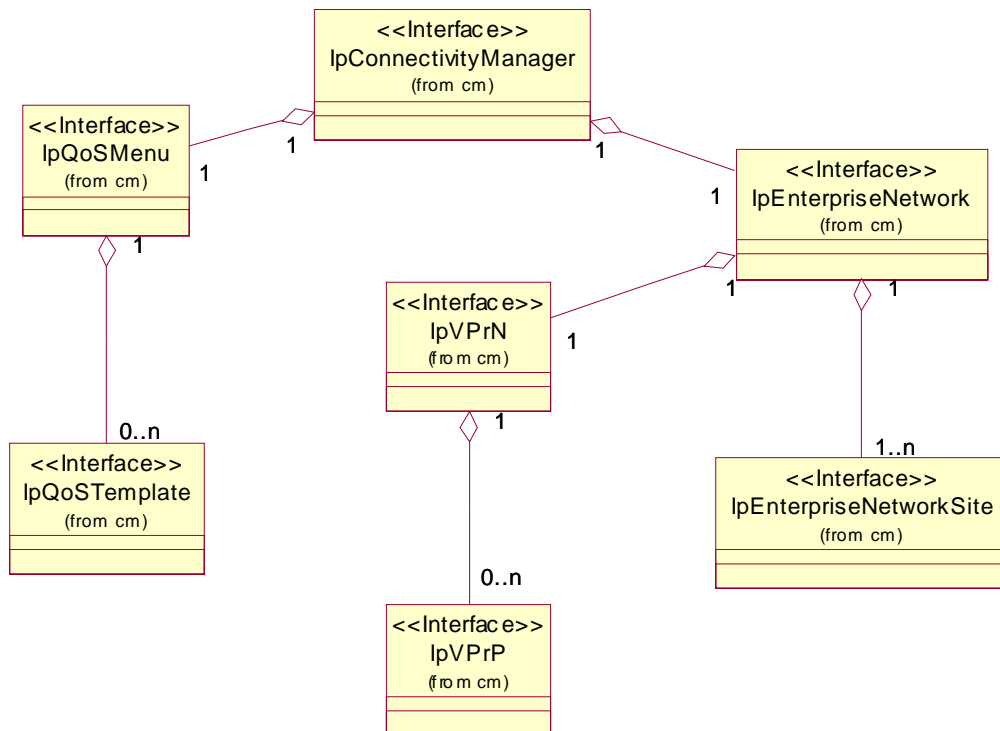 <<Interface>>
IpConnectivityManager
(from cm)
1
1
<<Interface>>
IpQoSMenu
(from cm)
1
1
<<Interface>>
IpEnterpriseNetwork
(from cm)
1
1
1
1
<<Interface>>
IpVPrN
(from cm)
1
1
0..n
<<Interface>>
IpQoSTemplate
(from cm)
1..n
<<Interface>>
IpEnterpriseNetworkSite
(from cm)
0..n
<<Interface>>
IpVPrP
(from cm)